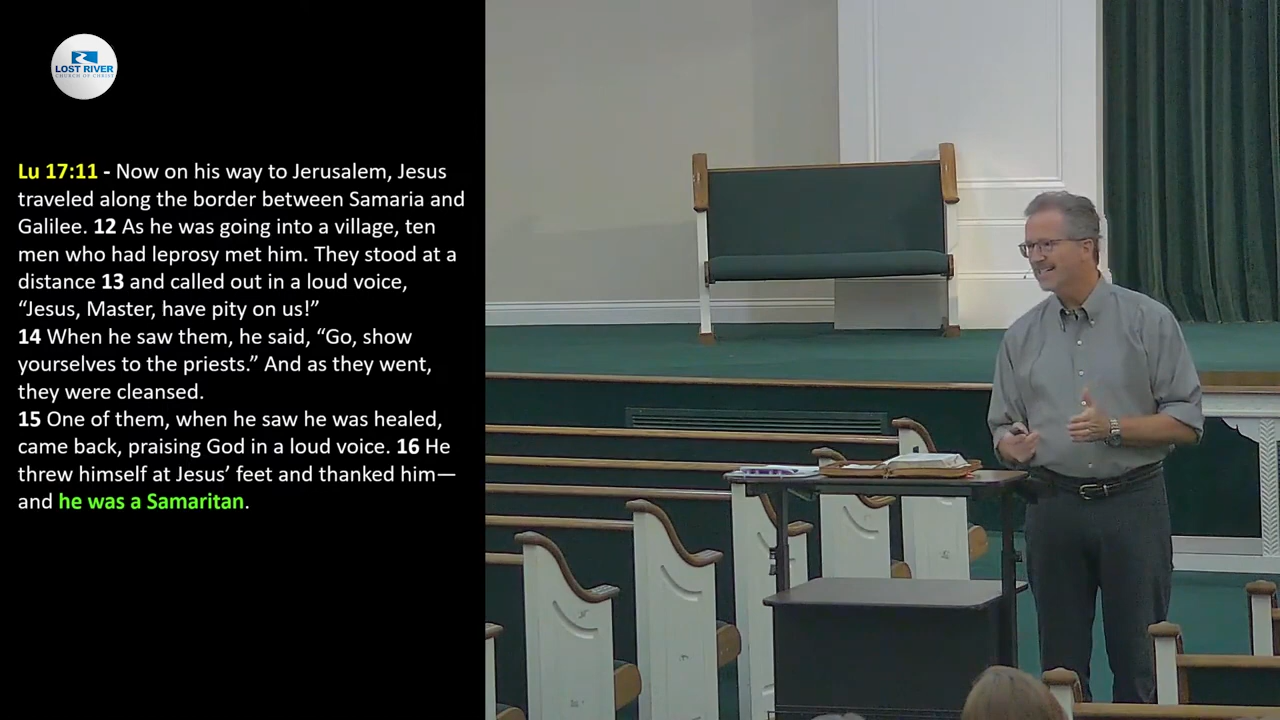 LOST RIVER
CHURCH OF CHRIST
Lu 17:11 - Now on his way to Jerusalem, Jesus
traveled along the border between Samaria and
Galilee. 12 As he was going into a village, ten
men who had leprosy met him. They stood at a
distance 13 and called out in a loud voice,
“Jesus, Master, have pity on us!”
14 When he saw them, he said, “Go, show
yourselves to the priests.” And as they went,
they were cleansed.
15 One of them, when he saw he was healed,
came back, praising God in a loud voice. 16 He
threw himself at Jesus’ feet and thanked him—
and he was a Samaritan.